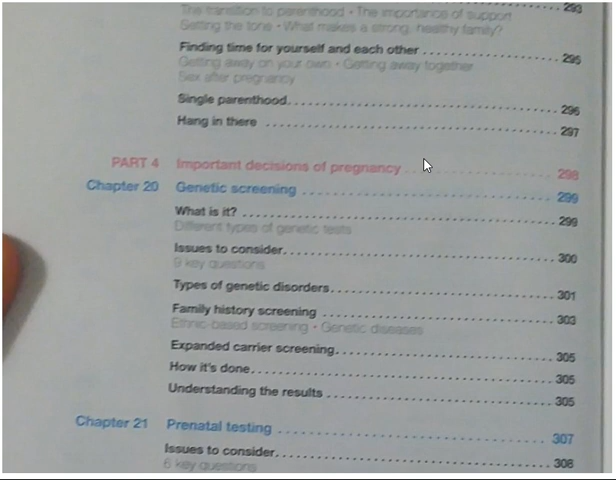 293
The transition to parenthood • The importance of support
Setting the tone • What makes a strong, healthy family?
Finding time for yourself and each other ................. 295
Getting away on your own • Getting away together
Sex after pregnancy
Single parenthood ................. 296
Hang in there ................. 297
PART 4 Important decisions of pregnancy ................. 298
Chapter 20 Genetic screening ................. 299
What is it? ................. 299
Different types of genetic tests
Issues to consider ................. 300
9 key questions
Types of genetic disorders ................. 301
Family history screening ................. 303
Ethnic-based screening • Genetic diseases
Expanded carrier screening ................. 305
How it's done ................. 305
Understanding the results ................. 305
Chapter 21 Prenatal testing ................. 307
Issues to consider ................. 308
6 key questions